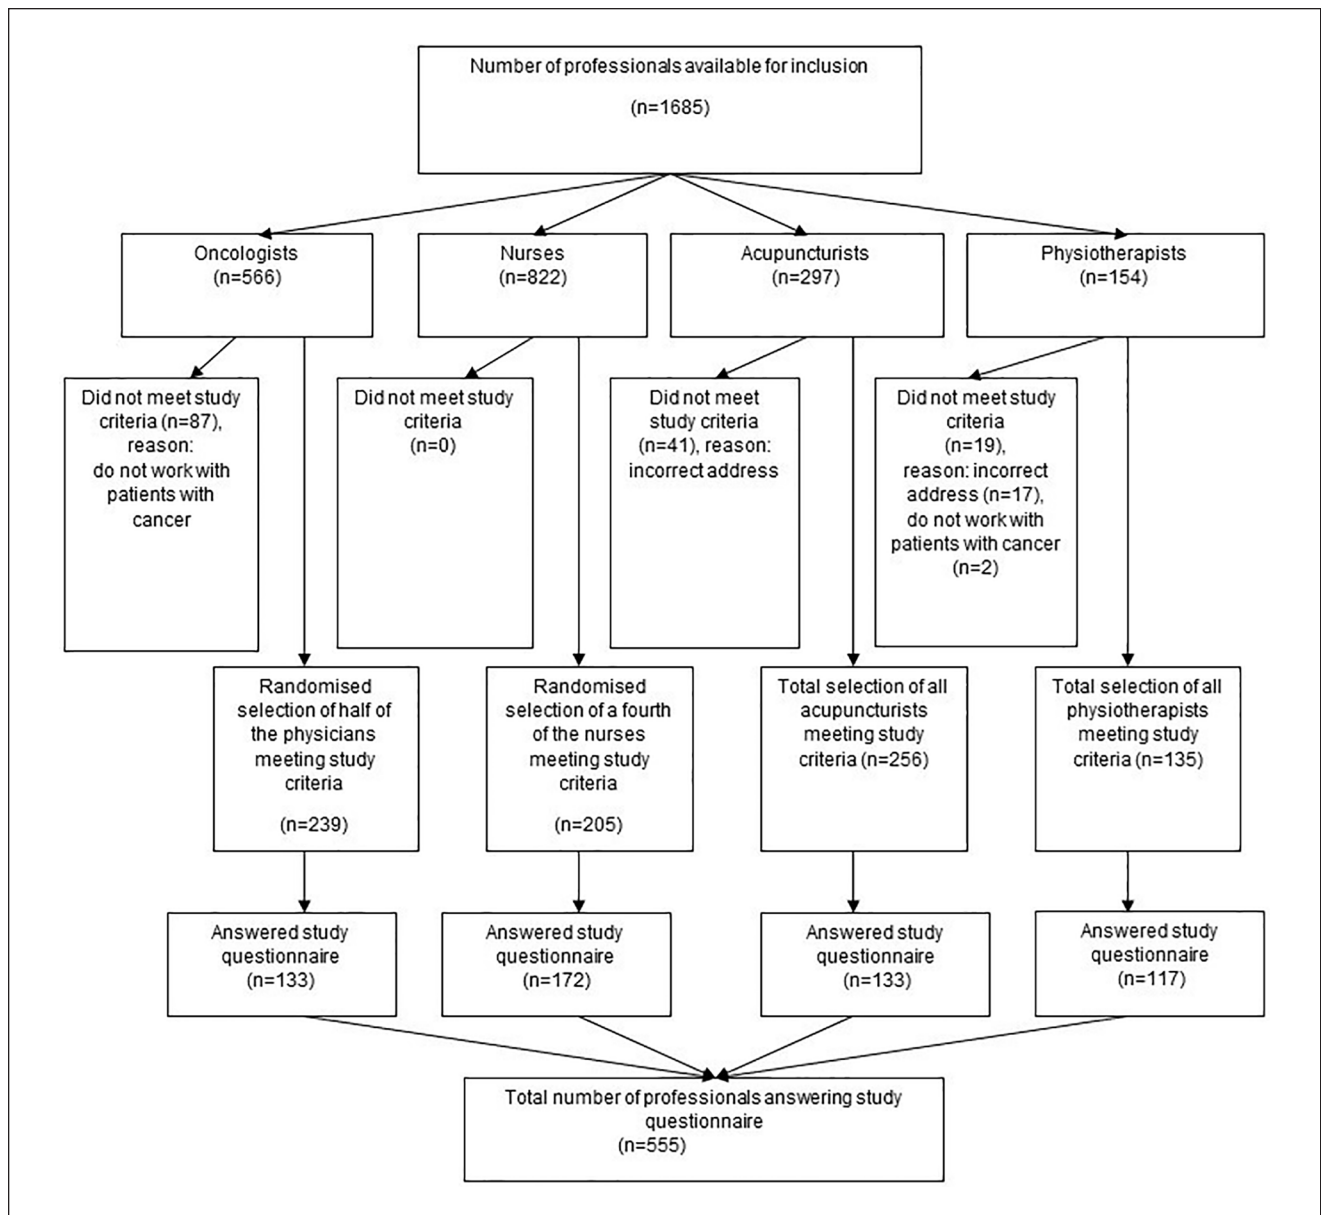 Number of professionals available for inclusion
(n=1685)
Oncologists
(n=566)
Nurses
(n=822)
Acupuncturists
(n=297)
Physiotherapists
(n=154)
Did not meet study
criteria (n=87),
reason:
do not work with
patients with
cancer
Did not meet study
criteria
(n=0)
Did not meet
study criteria
(n=41), reason:
incorrect address
Did not meet study
criteria
(n=19),
reason: incorrect
address (n=17),
do not work with
patients with cancer
(n=2)
Randomised
selection of half of
the physicians
meeting study
criteria
(n=239)
Randomised
selection of a fourth
of the nurses
meeting study
criteria
(n=205)
Total selection of all
acupuncturists
meeting study
criteria (n=256)
Total selection of all
physiotherapists
meeting study
criteria (n=135)
Answered study
questionnaire
(n=133)
Answered study
questionnaire
(n=172)
Answered study
questionnaire
(n=133)
Answered study
questionnaire
(n=117)
Total number of professionals answering study
questionnaire
(n=555)